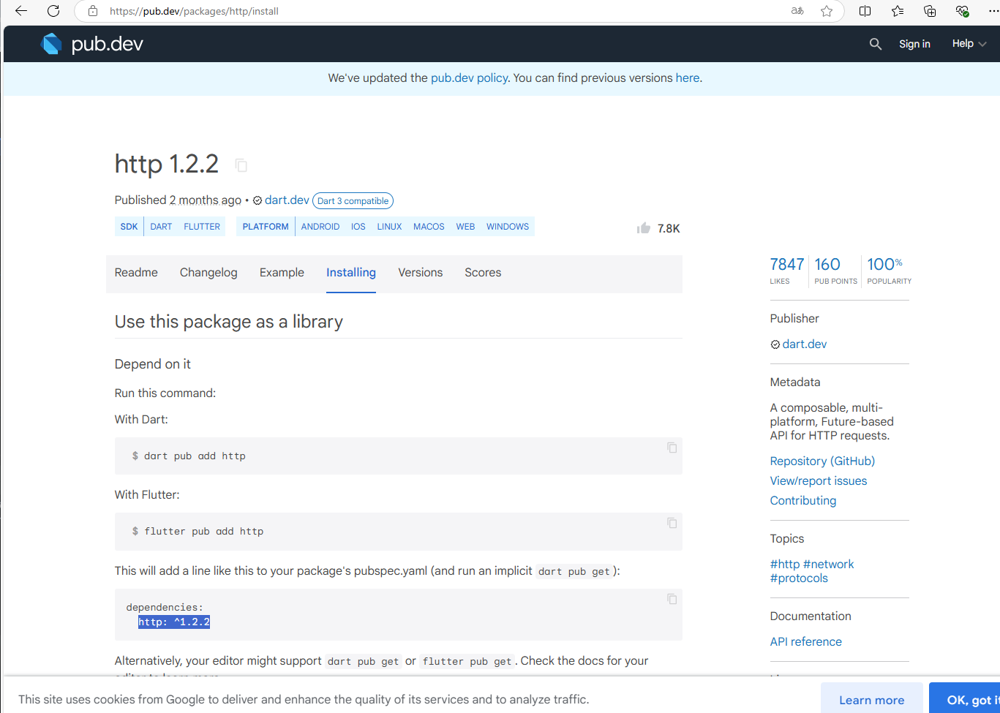 https://pub.dev/packages/http/install
pub.dev
Sign in
Help
We've updated the pub.dev policy. You can find previous versions here.
http 1.2.2
Published 2 months ago • dart.dev Dart 3 compatible
SDK DART FLUTTER PLATFORM ANDROID IOS LINUX MACOS WEB WINDOWS
7.8K
Readme Changelog Example Installing Versions Scores
Use this package as a library
Depend on it
Run this command:
With Dart:
$ dart pub add http
With Flutter:
$ flutter pub add http
This will add a line like this to your package's pubspec.yaml (and run an implicit dart pub get):
dependencies:
http: ^1.2.2
Alternatively, your editor might support dart pub get or flutter pub get. Check the docs for your
7847 160 100%
LIKES PUB POINTS POPULARITY
Publisher
dart.dev
Metadata
A composable, multi-
platform, Future-based
API for HTTP requests.
Repository (GitHub)
View/report issues
Contributing
Topics
#http #network
#protocols
Documentation
API reference
This site uses cookies from Google to deliver and enhance the quality of its services and to analyze traffic.
Learn more
OK, got i